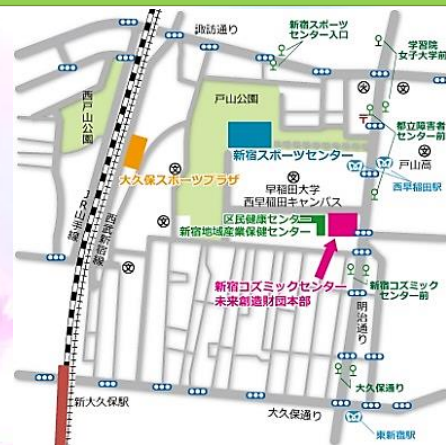 諏訪通り
新宿スポーツ
センター入口
学習院
女子大学前
西戸山公園
戸山公園
文
文
〒
都立障害者
センター前
新宿スポーツセンター
文
文
戸山高
大久保スポーツプラザ
西早稲田駅
早稲田大学
西早稲田キャンパス
JR山手線
西武新宿線
区民健康センター
新宿地域産業保健センター
文
文
新宿コズミックセンター
未来創造財団本部
新宿コズミック
センター前
明治通り
大久保通り
新大久保駅
大久保通り
東新宿駅